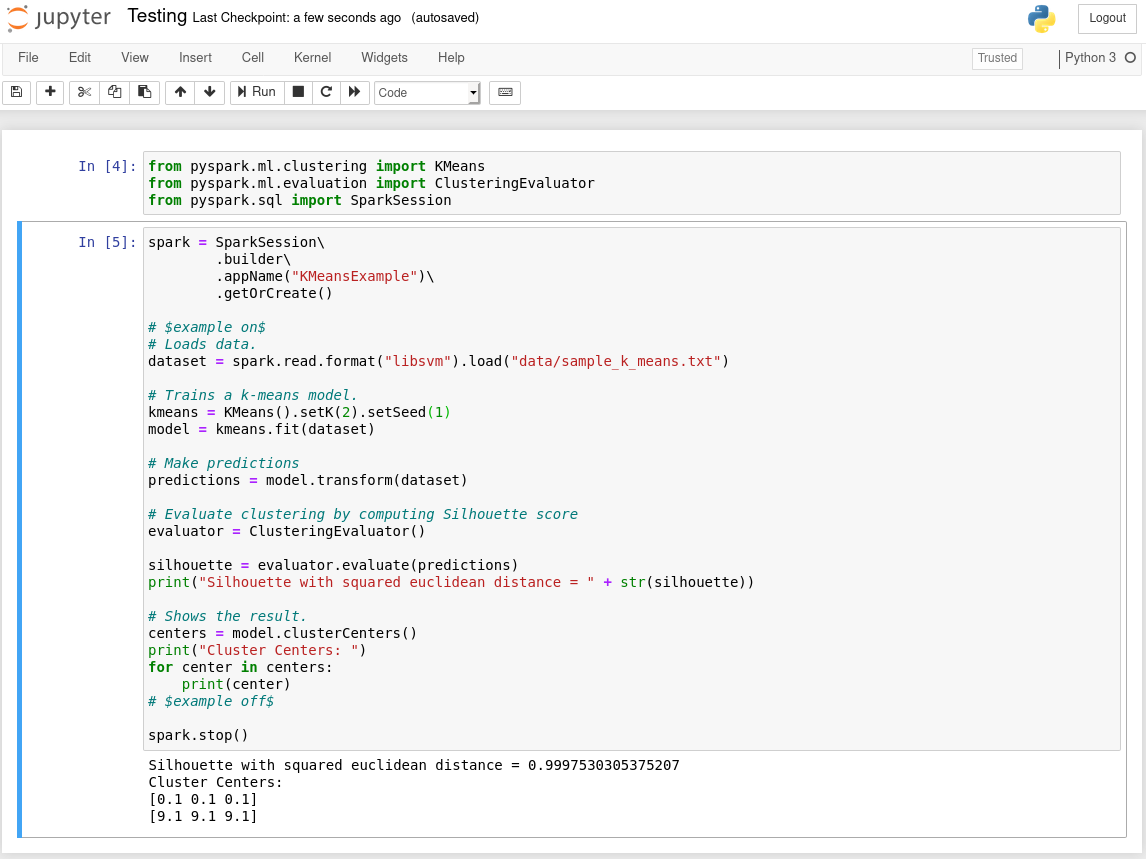 jupyter Testing Last Checkpoint: a few seconds ago (autosaved) Logout
File Edit View Insert Cell Kernel Widgets Help Trusted Python 3
Run Code
In [4]: from pyspark.ml.clustering import KMeans
from pyspark.ml.evaluation import ClusteringEvaluator
from pyspark.sql import SparkSession
In [5]: spark = SparkSession\
        .builder\
        .appName("KMeansExample")\
        .getOrCreate()
# $example on$
# Loads data.
dataset = spark.read.format("libsvm").load("data/sample_k_means.txt")
# Trains a k-means model.
kmeans = KMeans().setK(2).setSeed(1)
model = kmeans.fit(dataset)
# Make predictions
predictions = model.transform(dataset)
# Evaluate clustering by computing Silhouette score
evaluator = ClusteringEvaluator()
silhouette = evaluator.evaluate(predictions)
print("Silhouette with squared euclidean distance = " + str(silhouette))
# Shows the result.
centers = model.clusterCenters()
print("Cluster Centers: ")
for center in centers:
    print(center)
# $example off$
spark.stop()
Silhouette with squared euclidean distance = 0.9997530305375207
Cluster Centers:
[0.1 0.1 0.1]
[9.1 9.1 9.1]